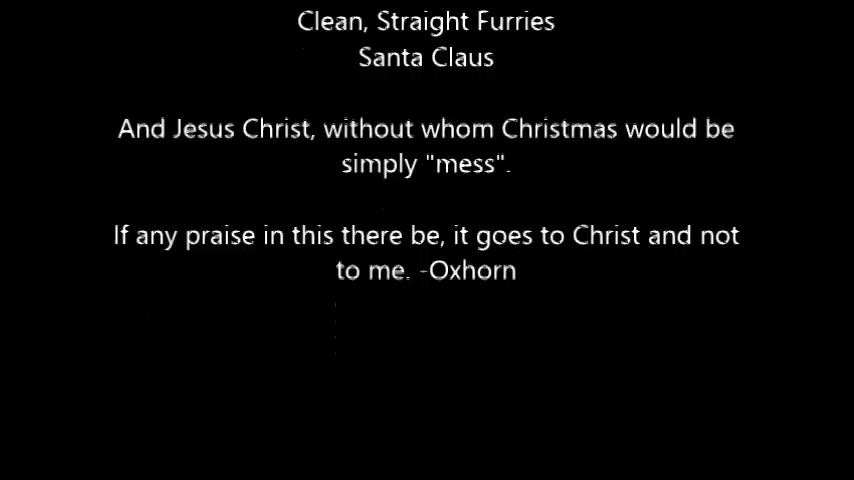 Clean, Straight Furries
Santa Claus
And Jesus Christ, without whom Christmas would be
simply "mess".
If any praise in this there be, it goes to Christ and not
to me. -Oxhorn